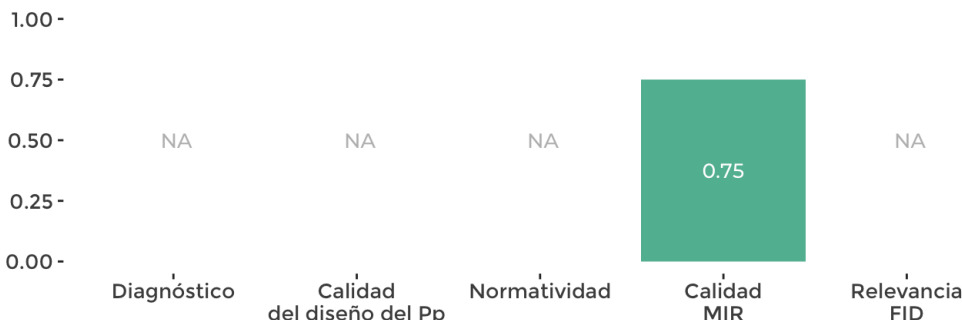 1.00
0.75
0.50
0.25
0.00
NA
NA
NA
0.75
NA
Diagnóstico
Calidad
del diseño del Pp
Normatividad
Calidad
MIR
Relevancia
FID